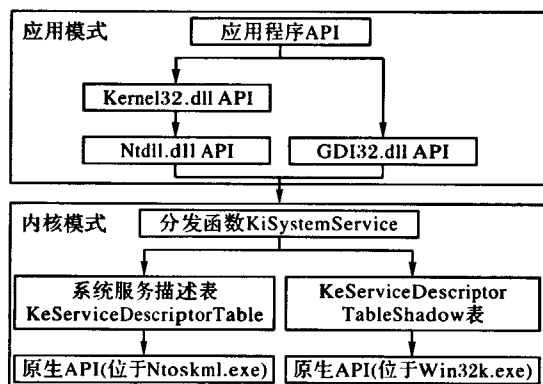 应用模式
应用程序API
Kernel32.dll API
Ntdll.dll API
GDI32.dll API
内核模式
分发函数KiSystemService
系统服务描述表
KeServiceDescriptorTable
KeServiceDescriptor
TableShadow表
原生API(位于Ntoskml.exe)
原生API(位于Win32k.exe)